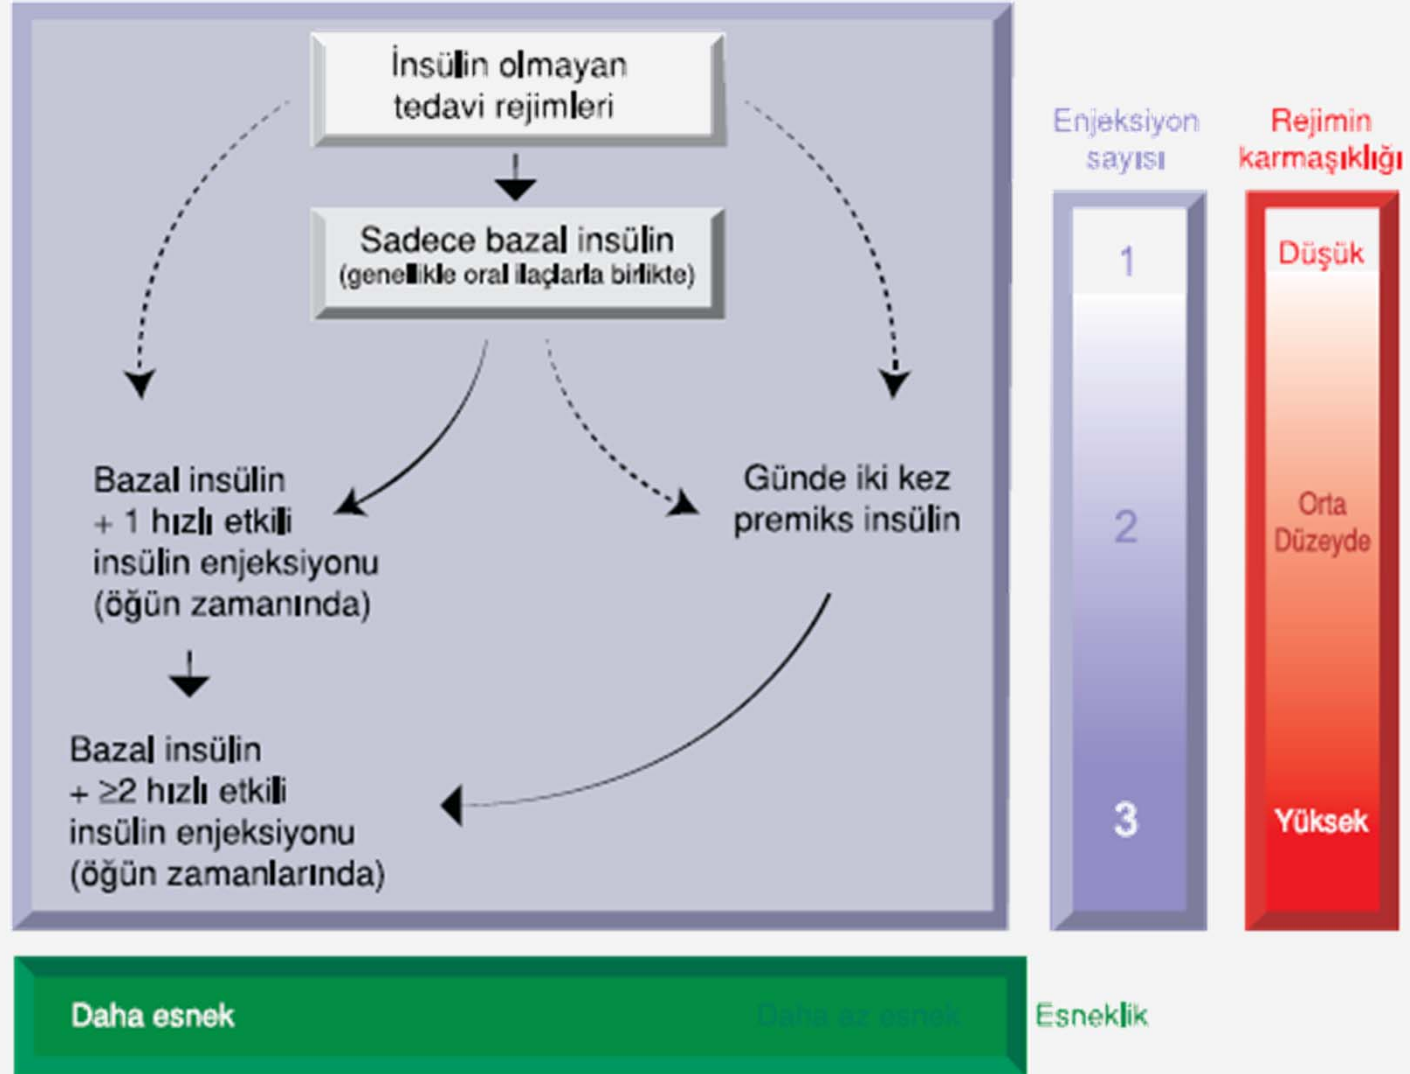 İnsülin olmayan
tedavi rejimleri
Sadece bazal insülin
(genellikle oral ilaçlarla birlikte)
Bazal insülin
+ 1 hızlı etkili
insülin enjeksiyonu
(öğün zamanında)
Günde iki kez
premiks insülin
Bazal insülin
+ ≥2 hızlı etkili
insülin enjeksiyonu
(öğün zamanlarında)
Enjeksiyon
sayısı
1
2
3
Rejimin
karmaşıklığı
Düşük
Orta
Düzeyde
Yüksek
Daha esnek
Daha az esnek
Esneklik